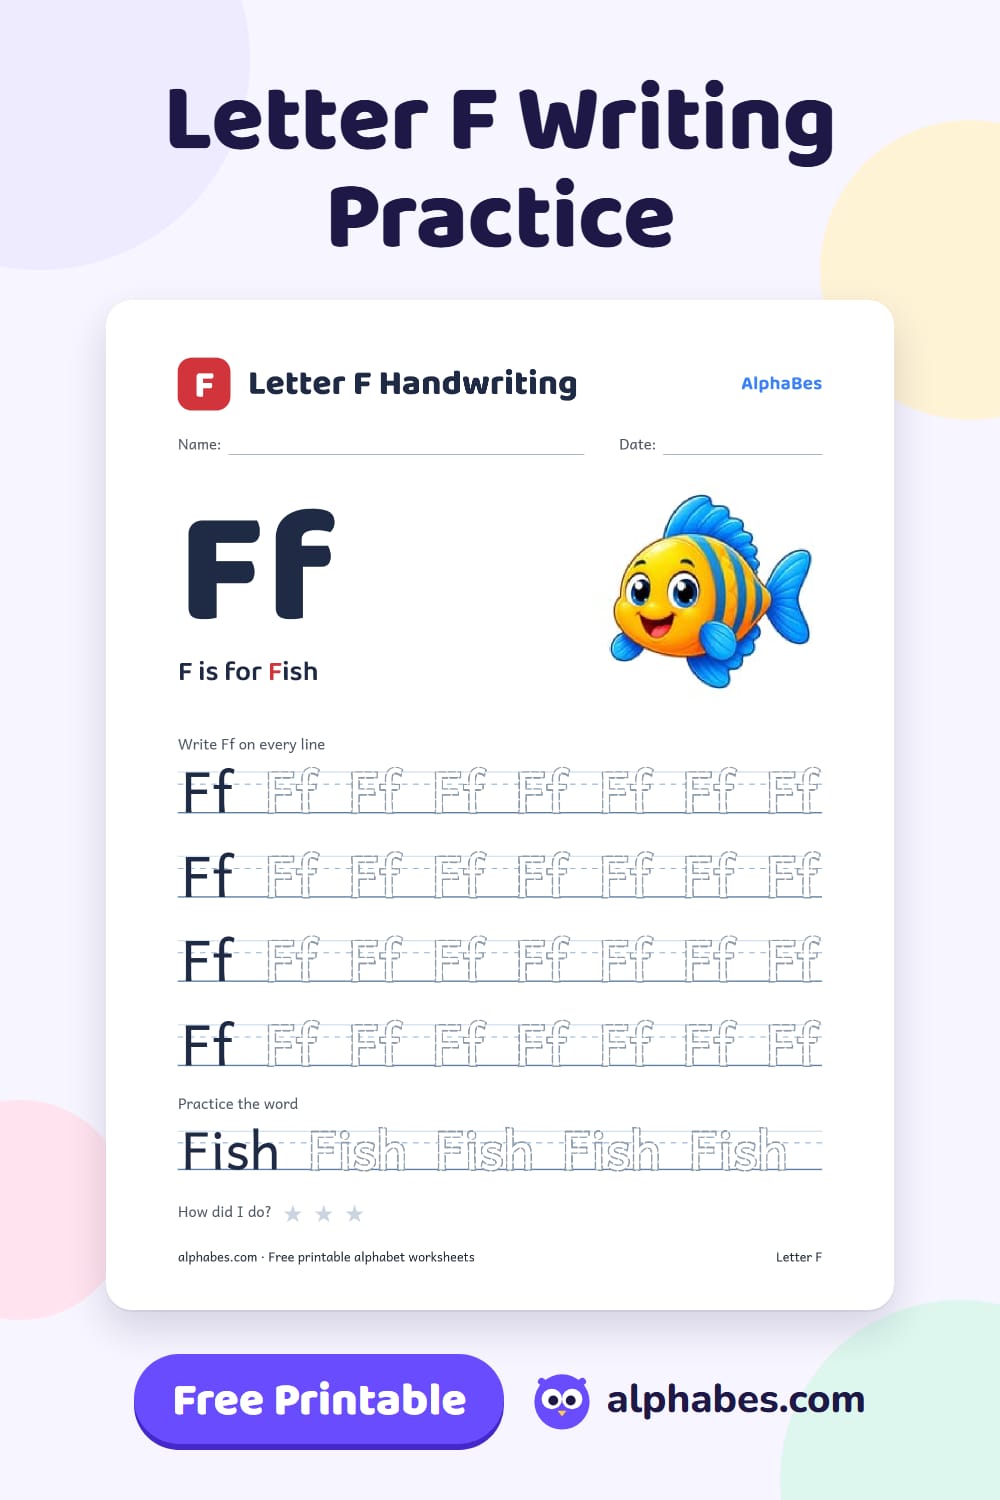 Letter F Writing
Practice
F Letter F Handwriting AlphaBes
Name: Date:
Ff
F is for Fish
Write Ff on every line
Ff Ff Ff Ff Ff Ff Ff Ff
Ff Ff Ff Ff Ff Ff Ff Ff
Ff Ff Ff Ff Ff Ff Ff Ff
Ff Ff Ff Ff Ff Ff Ff Ff
Practice the word
Fish Fish Fish Fish Fish
How did I do? ★ ★ ★
alphabes.com · Free printable alphabet worksheets Letter F
Free Printable alphabes.com